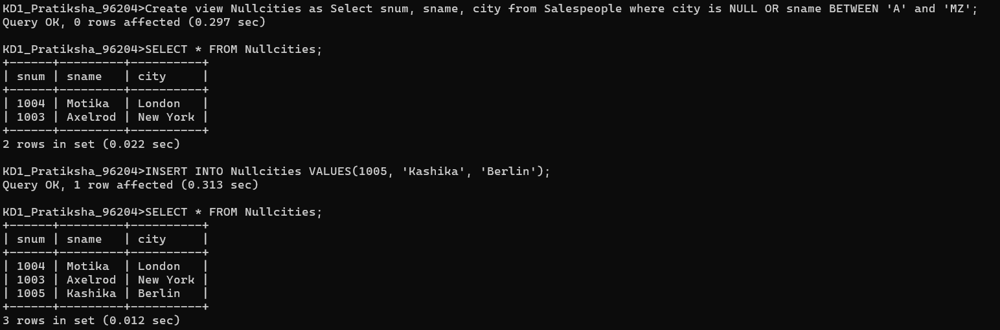 KD1_Pratiksha_96204>Create view Nullcities as Select snum, sname, city from Salespeople where city is NULL OR sname BETWEEN 'A' and 'MZ';
Query OK, 0 rows affected (0.297 sec)

KD1_Pratiksha_96204>SELECT * FROM Nullcities;
+------+---------+----------+
| snum | sname   | city     |
+------+---------+----------+
| 1004 | Motika  | London   |
| 1003 | Axelrod | New York |
+------+---------+----------+
2 rows in set (0.022 sec)

KD1_Pratiksha_96204>INSERT INTO Nullcities VALUES(1005, 'Kashika', 'Berlin');
Query OK, 1 row affected (0.313 sec)

KD1_Pratiksha_96204>SELECT * FROM Nullcities;
+------+---------+----------+
| snum | sname   | city     |
+------+---------+----------+
| 1004 | Motika  | London   |
| 1003 | Axelrod | New York |
| 1005 | Kashika | Berlin   |
+------+---------+----------+
3 rows in set (0.012 sec)